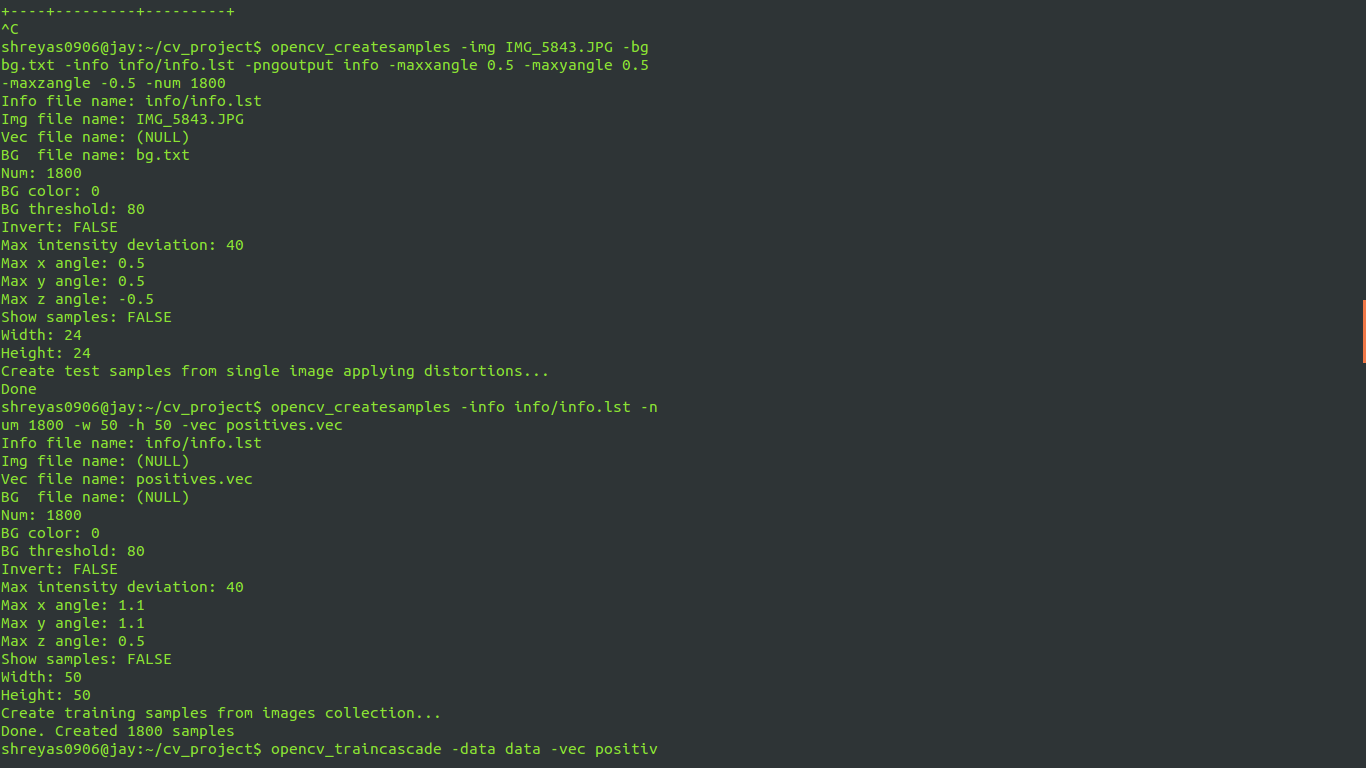 +----+---------+---------+
^C
shreyas0906@jay:~/cv_project$ opencv_createsamples -img IMG_5843.JPG -bg
bg.txt -info info/info.lst -pngoutput info -maxxangle 0.5 -maxyangle 0.5
-maxzangle -0.5 -num 1800
Info file name: info/info.lst
Img file name: IMG_5843.JPG
Vec file name: (NULL)
BG  file name: bg.txt
Num: 1800
BG color: 0
BG threshold: 80
Invert: FALSE
Max intensity deviation: 40
Max x angle: 0.5
Max y angle: 0.5
Max z angle: -0.5
Show samples: FALSE
Width: 24
Height: 24
Create test samples from single image applying distortions...
Done
shreyas0906@jay:~/cv_project$ opencv_createsamples -info info/info.lst -n
um 1800 -w 50 -h 50 -vec positives.vec
Info file name: info/info.lst
Img file name: (NULL)
Vec file name: positives.vec
BG  file name: (NULL)
Num: 1800
BG color: 0
BG threshold: 80
Invert: FALSE
Max intensity deviation: 40
Max x angle: 1.1
Max y angle: 1.1
Max z angle: 0.5
Show samples: FALSE
Width: 50
Height: 50
Create training samples from images collection...
Done. Created 1800 samples
shreyas0906@jay:~/cv_project$ opencv_traincascade -data data -vec positiv